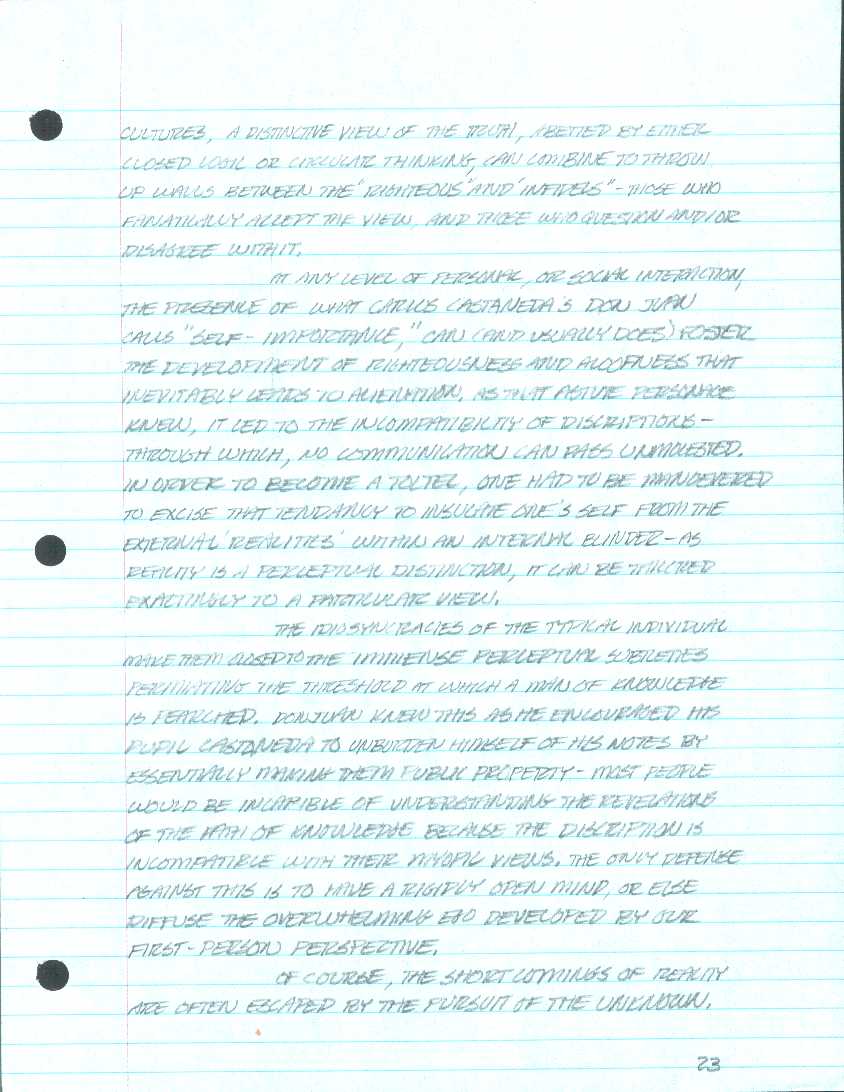 CULTURES, A DISTINCTIVE VIEW OF THE TRUTH, ABETTED BY EITHER
CLOSED LOGIC OR CIRCULAR THINKING, CAN COMBINE TO THROW
UP WALLS BETWEEN THE "RIGHTEOUS" AND "INFIDELS" - THOSE WHO
FANATICALLY ACCEPT THE VIEW, AND THOSE WHO QUESTION AND/OR
DISAGREE WITH IT.
AT ANY LEVEL OF PERSONAL, OR SOCIAL INTERACTION,
THE PRESENCE OF WHAT CARLOS CASTANEDA'S DON JUAN
CALLS "SELF-IMPORTANCE," CAN (AND USUALLY DOES) FOSTER
THE DEVELOPMENT OF RIGHTEOUSNESS AND ALOOFNESS THAT
INEVITABLY LEADS TO ALIENATION. AS THAT ASTUTE PERSONAGE
KNEW, IT LED TO THE INCOMPATIBILITY OF DISCRIPTIONS -
THROUGH WHICH, NO COMMUNICATION CAN PASS UNMOLESTED.
IN ORDER TO BECOME A TOLTEC, ONE HAD TO BE MANOEVERED
TO EXCISE THAT TENDANCY TO INSULATE ONE'S SELF FROM THE
EXTERNAL 'REALITIES' WITHIN AN INTERNAL BLINDER - AS
REALITY IS A PERCEPTUAL DISTINCTION, IT CAN BE TAILORED
EXACTINGLY TO A PARTICULAR VIEW.
THE IDIOSYNCRACIES OF THE TYPICAL INDIVIDUAL
MAKE THEM CLOSED TO THE IMMENSE PERCEPTUAL SUBTLETIES
PERMIATING THE THRESHOLD AT WHICH A MAN OF KNOWLEDGE
IS REARCHED. DON JUAN KNEW THIS AS HE ENCOURAGED HIS
PUPIL CASTANEDA TO UNBURDEN HIMSELF OF HIS NOTES BY
ESSENTIALLY MAKING THEM PUBLIC PROPERTY - MOST PEOPLE
WOULD BE INCAPIBLE OF UNDERSTANDING THE REVELATIONS
OF THE PATH OF KNOWLEDGE BECAUSE THE DISCRIPTION IS
INCOMPATIBLE WITH THEIR MYOPIC VIEWS. THE ONLY DEFENSE
AGAINST THIS IS TO HAVE A RIGIDLY OPEN MIND, OR ELSE
DIFFUSE THE OVERWHELMING EGO DEVELOPED BY OUR
FIRST-PERSON PERSPECTIVE.
OF COURSE, THE SHORTCOMINGS OF REALITY
ARE OFTEN ESCAPED BY THE PURSUIT OF THE UNKNOWN.
23